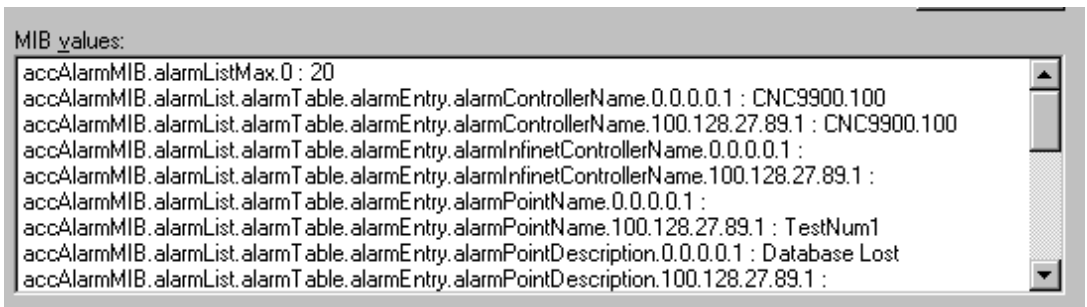 MIB values:
accAlarmMIB.alarmListMax.0 : 20
accAlarmMIB.alarmList.alarmTable.alarmEntry.alarmControllerName.0.0.0.0.1 : CNC9900.100
accAlarmMIB.alarmList.alarmTable.alarmEntry.alarmControllerName.100.128.27.89.1 : CNC9900.100
accAlarmMIB.alarmList.alarmTable.alarmEntry.alarmInfinetControllerName.0.0.0.0.1 :
accAlarmMIB.alarmList.alarmTable.alarmEntry.alarmInfinetControllerName.100.128.27.89.1 :
accAlarmMIB.alarmList.alarmTable.alarmEntry.alarmPointName.0.0.0.0.1 :
accAlarmMIB.alarmList.alarmTable.alarmEntry.alarmPointName.100.128.27.89.1 : TestNum1
accAlarmMIB.alarmList.alarmTable.alarmEntry.alarmPointDescription.0.0.0.0.1 : Database Lost
accAlarmMIB.alarmList.alarmTable.alarmEntry.alarmPointDescription.100.128.27.89.1 :